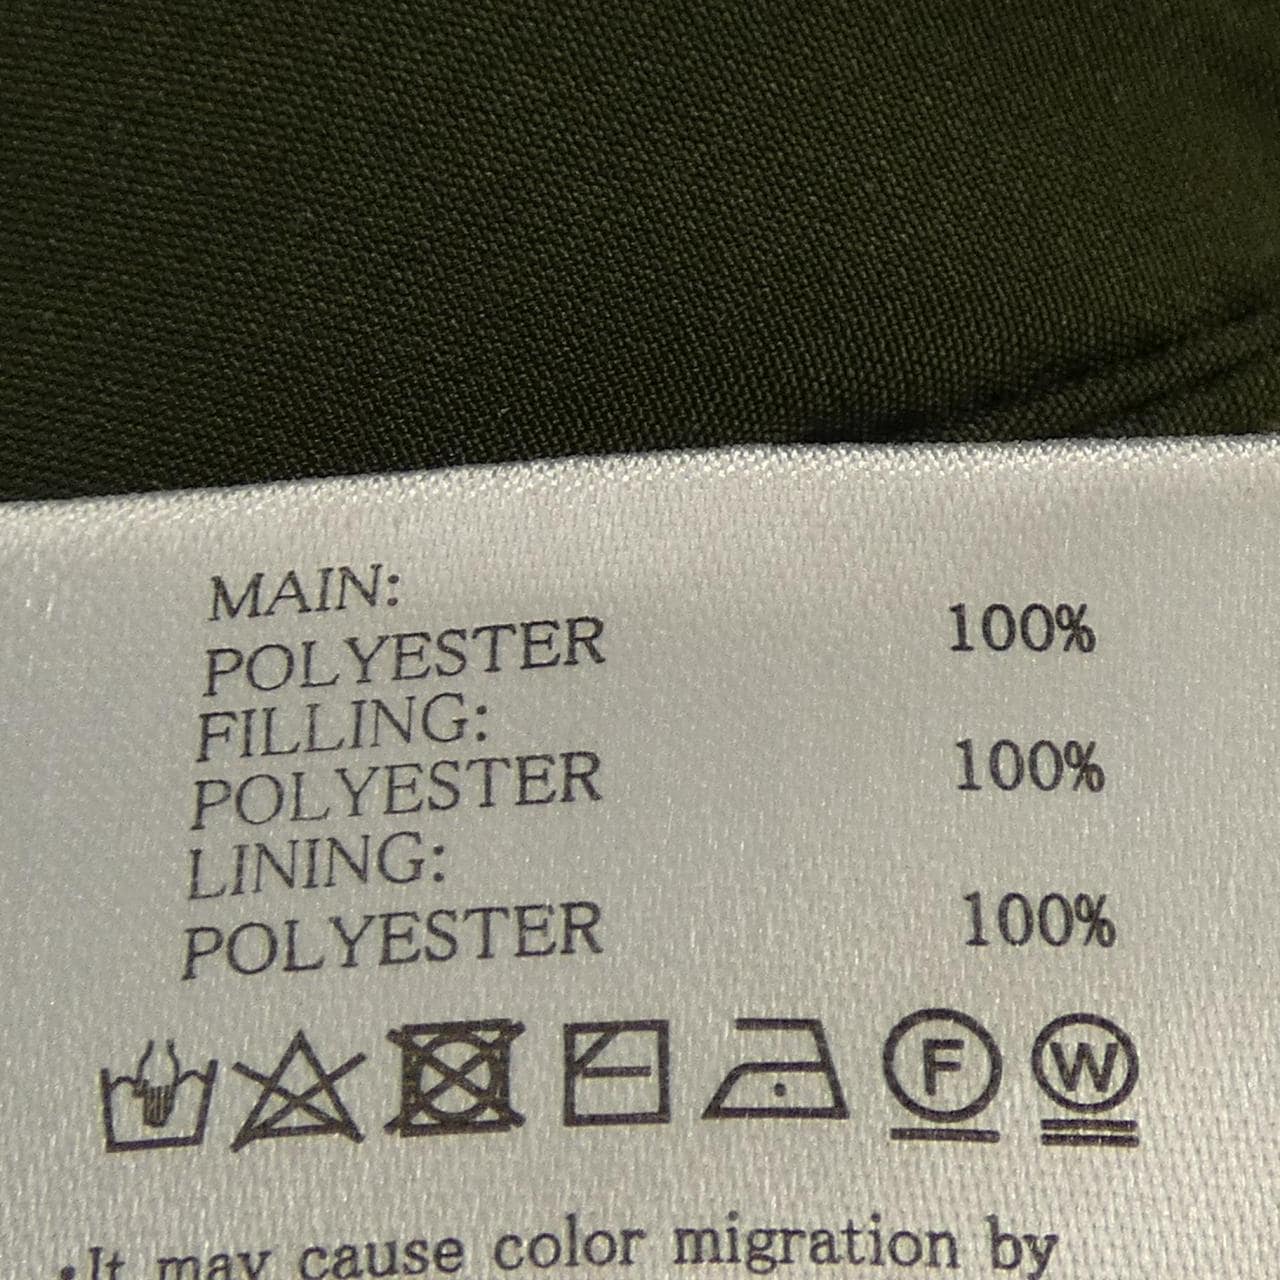 MAIN:
POLYESTER 100%
FILLING:
POLYESTER 100%
LINING:
POLYESTER 100%
F W
·It may cause color migration by